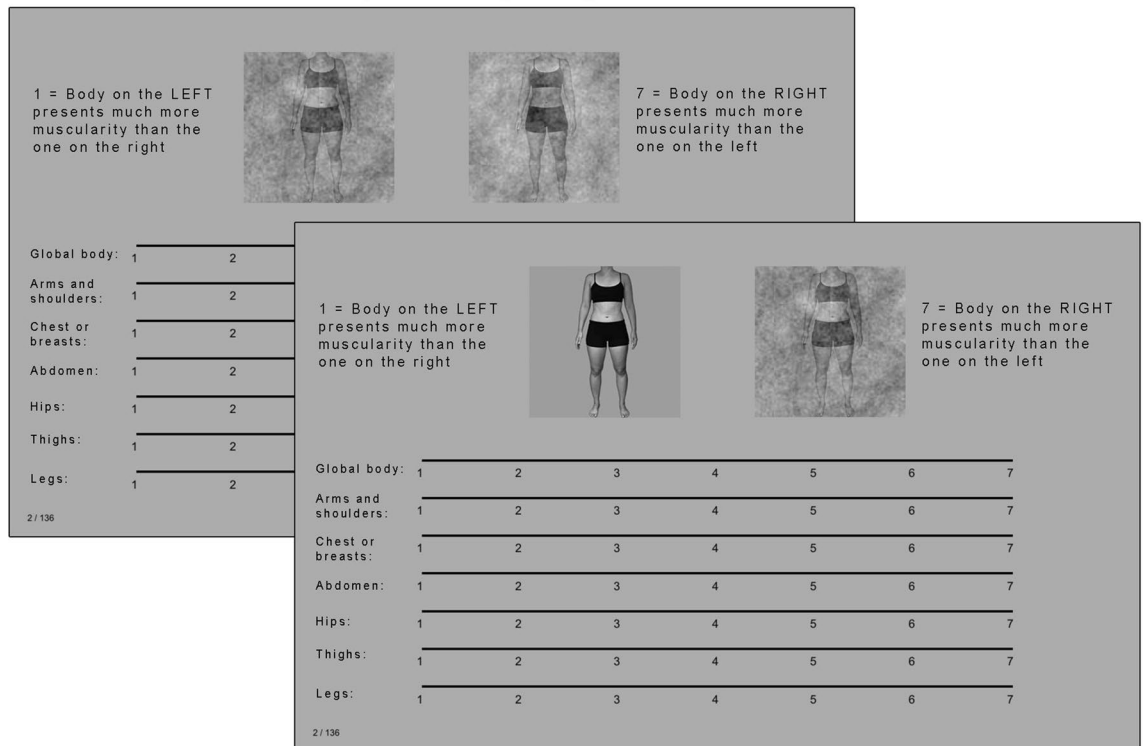 1 = Body on the LEFT
presents much more
muscularity than the
one on the right
7 = Body on the RIGHT
presents much more
muscularity than the
one on the left
Global body: 1 2
Arms and
shoulders: 1 2
Chest or
breasts: 1 2
Abdomen: 1 2
Hips: 1 2
Thighs: 1 2
Legs: 1 2
2 / 136
1 = Body on the LEFT
presents much more
muscularity than the
one on the right
7 = Body on the RIGHT
presents much more
muscularity than the
one on the left
Global body: 1 2 3 4 5 6 7
Arms and
shoulders: 1 2 3 4 5 6 7
Chest or
breasts: 1 2 3 4 5 6 7
Abdomen: 1 2 3 4 5 6 7
Hips: 1 2 3 4 5 6 7
Thighs: 1 2 3 4 5 6 7
Legs: 1 2 3 4 5 6 7
2 / 136